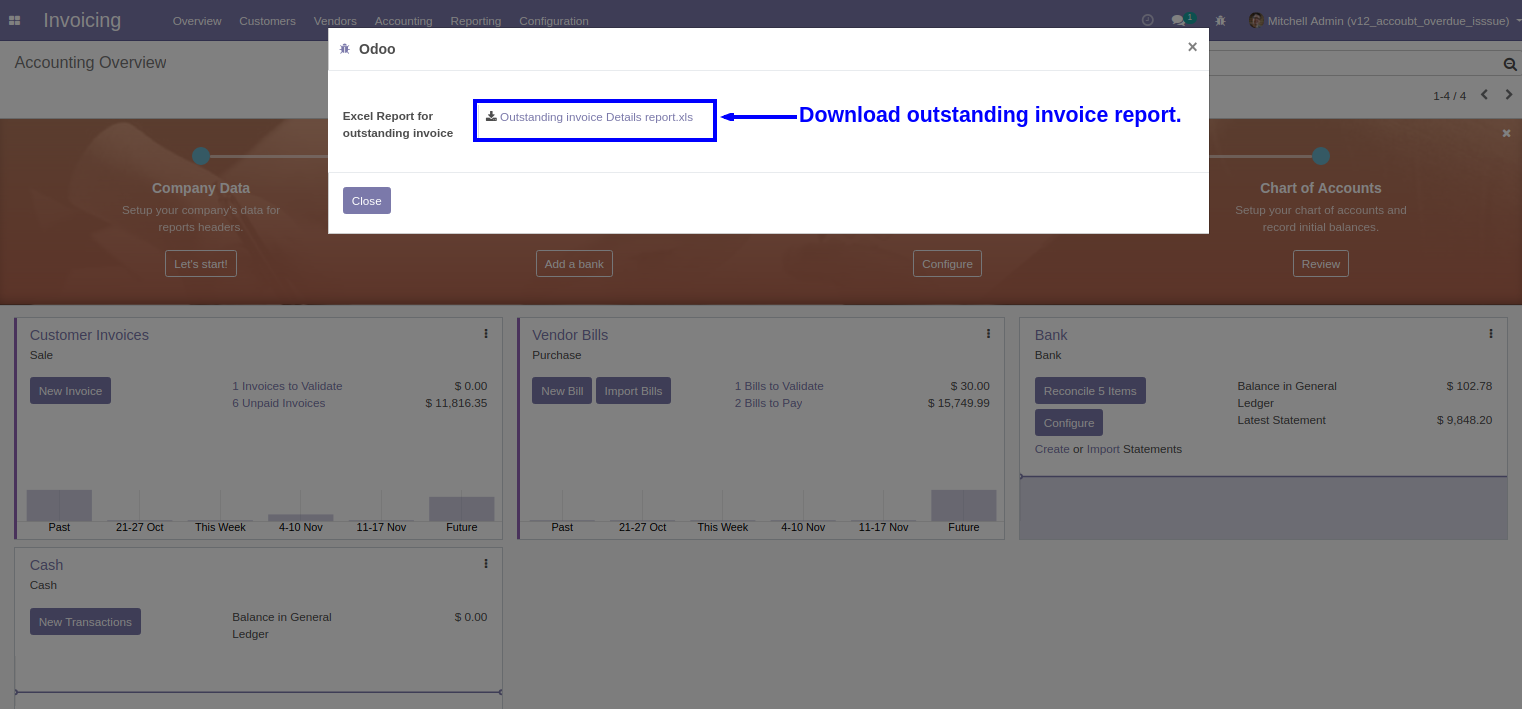 Invoicing Overview Customers Vendors Accounting Reporting Configuration 1 Mitchell Admin (v12_accoubt_overdue_isssue)
Accounting Overview
1-4 / 4
Odoo ×
Excel Report for
outstanding invoice
Outstanding invoice Details report.xls
Download outstanding invoice report.
Close
Company Data
Setup your company's data for
reports headers.
Let's start!
Add a bank
Configure
Chart of Accounts
Setup your chart of accounts and
record initial balances.
Review
Customer Invoices
Sale
New Invoice
1 Invoices to Validate $ 0.00
6 Unpaid Invoices $ 11,816.35
Past 21-27 Oct This Week 4-10 Nov 11-17 Nov Future
Vendor Bills
Purchase
New Bill Import Bills
1 Bills to Validate $ 30.00
2 Bills to Pay $ 15,749.99
Past 21-27 Oct This Week 4-10 Nov 11-17 Nov Future
Bank
Bank
Reconcile 5 Items
Configure
Create or Import Statements
Balance in General
Ledger
$ 102.78
Latest Statement $ 9,848.20
Cash
Cash
New Transactions
Balance in General
Ledger
$ 0.00